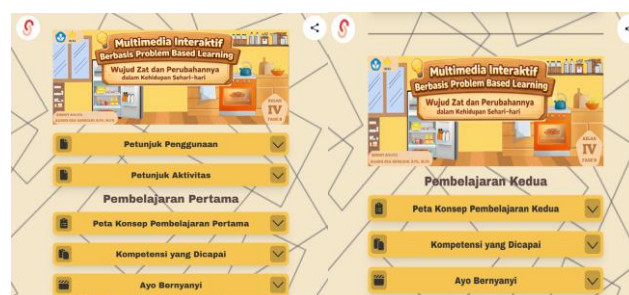 Multimedia Interaktif
Berbasis Problem Based Learning
Wujud Zat dan Perubahannya
dalam Kehidupan Sehari-hari
KELAS
IV
Petunjuk Penggunaan
Petunjuk Aktivitas
Pembelajaran Pertama
Peta Konsep Pembelajaran Pertama
Kompetensi yang Dicapai
Ayo Bernyanyi
Multimedia Interaktif
Berbasis Problem Based Learning
Wujud Zat dan Perubahannya
dalam Kehidupan Sehari-hari
KELAS
IV
Pembelajaran Kedua
Peta Konsep Pembelajaran Kedua
Kompetensi yang Dicapai
Ayo Bernyanyi